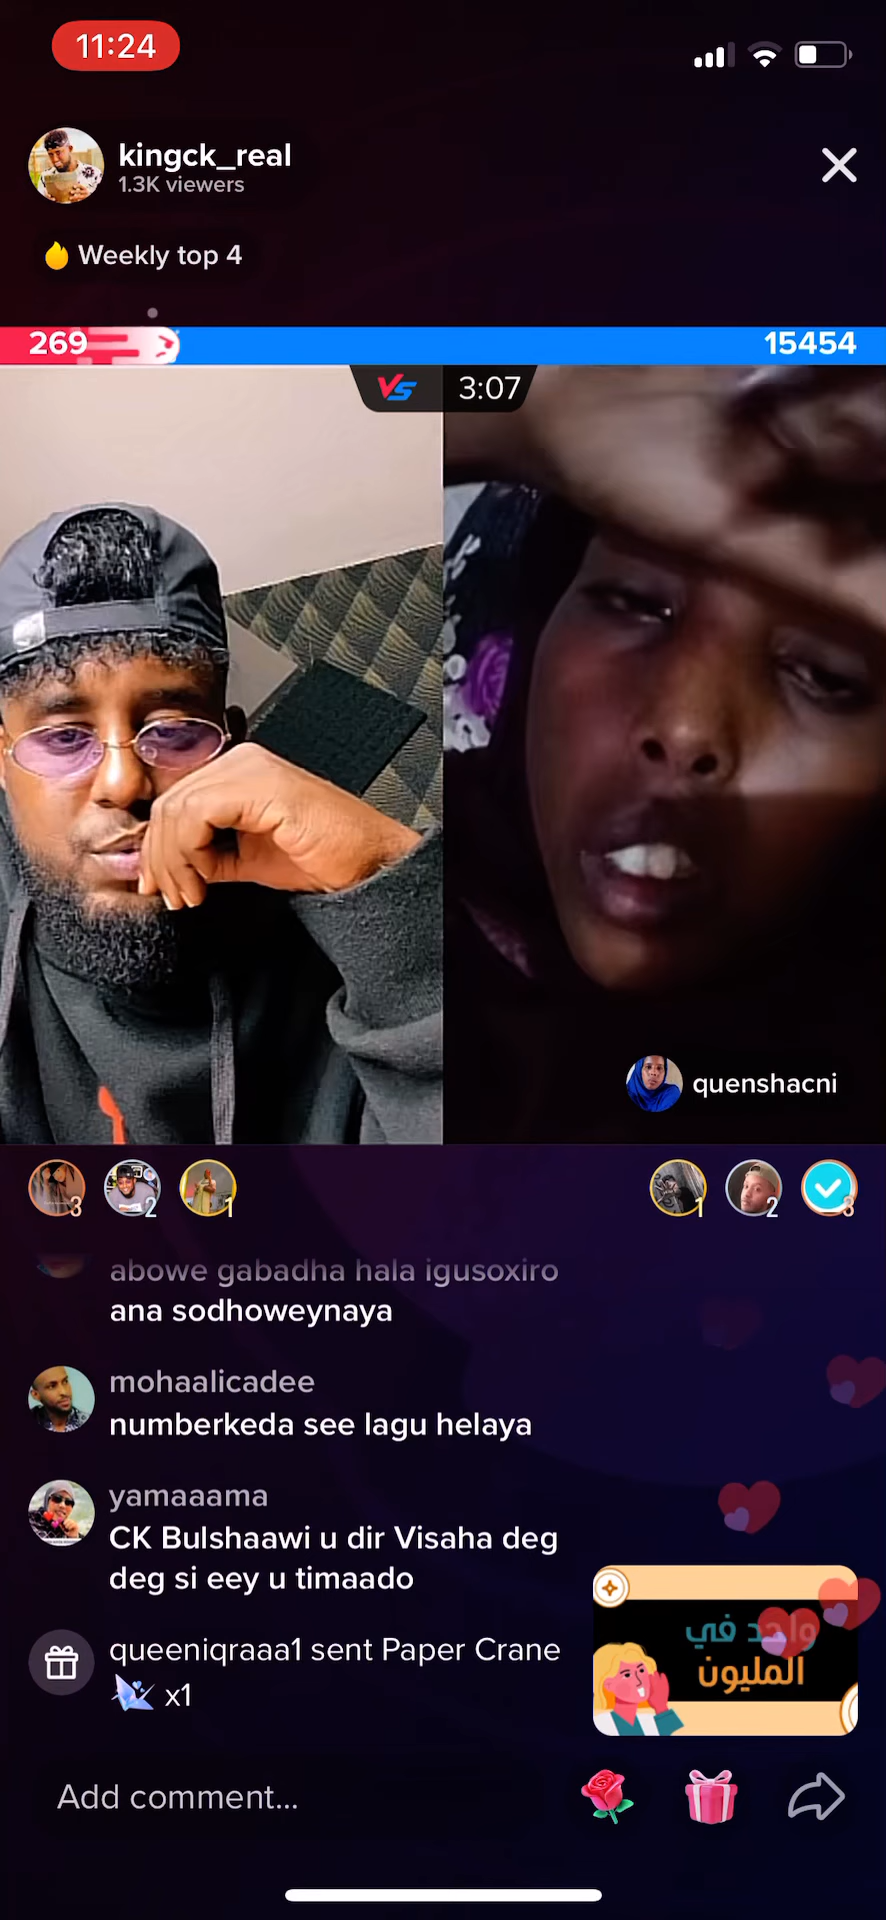 11:24
kingck_real
1.3K viewers
Weekly top 4
269
15454
VS
3:07
quenshacni
3
2
1
1
2
3
abowe gabadha hala igusoxiro
ana sodhoweynaya
mohaalicadee
numberkeda see lagu helaya
yamaaama
CK Bulshaawi u dir Visaha deg
deg si eey u timaado
queeniqraaa1 sent Paper Crane
x1
واحد في
المليون
Add comment...